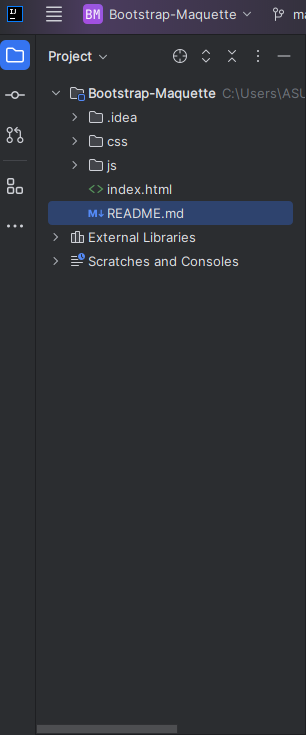 IJ
BM Bootstrap-Maquette
Project
Bootstrap-Maquette C:\Users\ASU
.idea
css
js
<> index.html
M↓ README.md
External Libraries
Scratches and Consoles